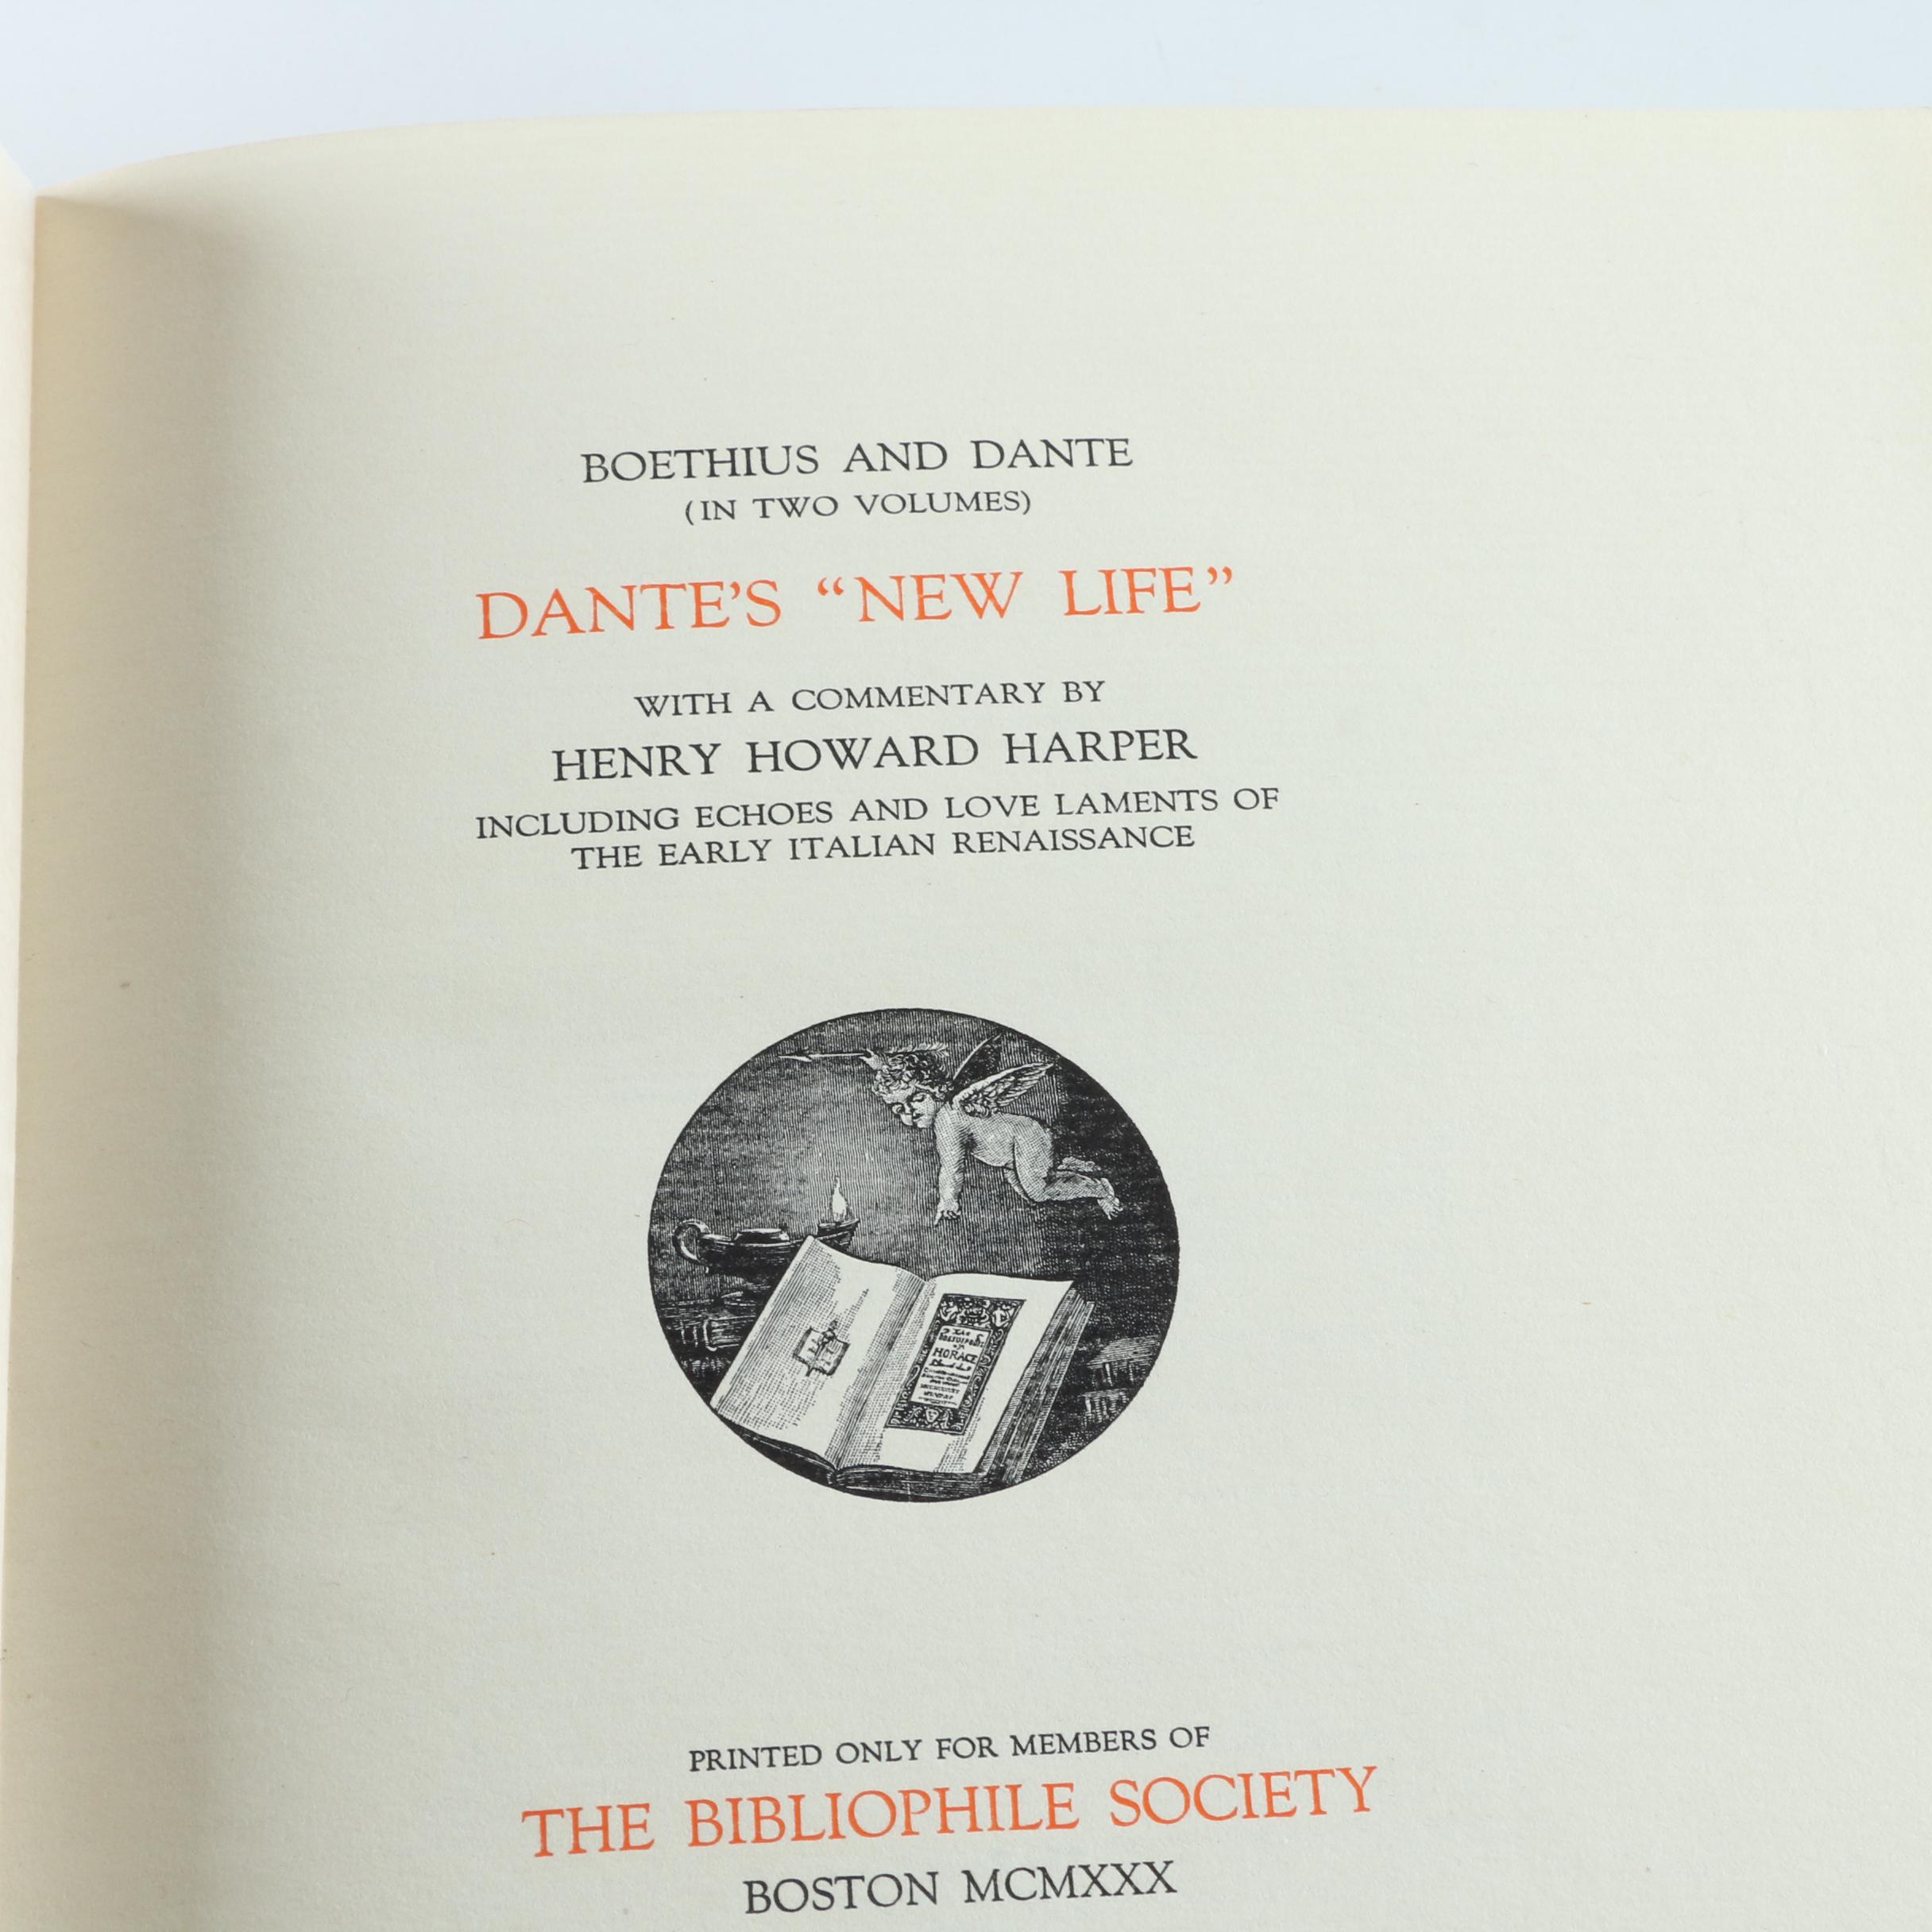 BOETHIUS AND DANTE
(IN TWO VOLUMES)
DANTE'S “NEW LIFE”
WITH A COMMENTARY BY
HENRY HOWARD HARPER
INCLUDING ECHOES AND LOVE LAMENTS OF
THE EARLY ITALIAN RENAISSANCE
HORACE
PRINTED ONLY FOR MEMBERS OF
THE BIBLIOPHILE SOCIETY
BOSTON MCMXXX